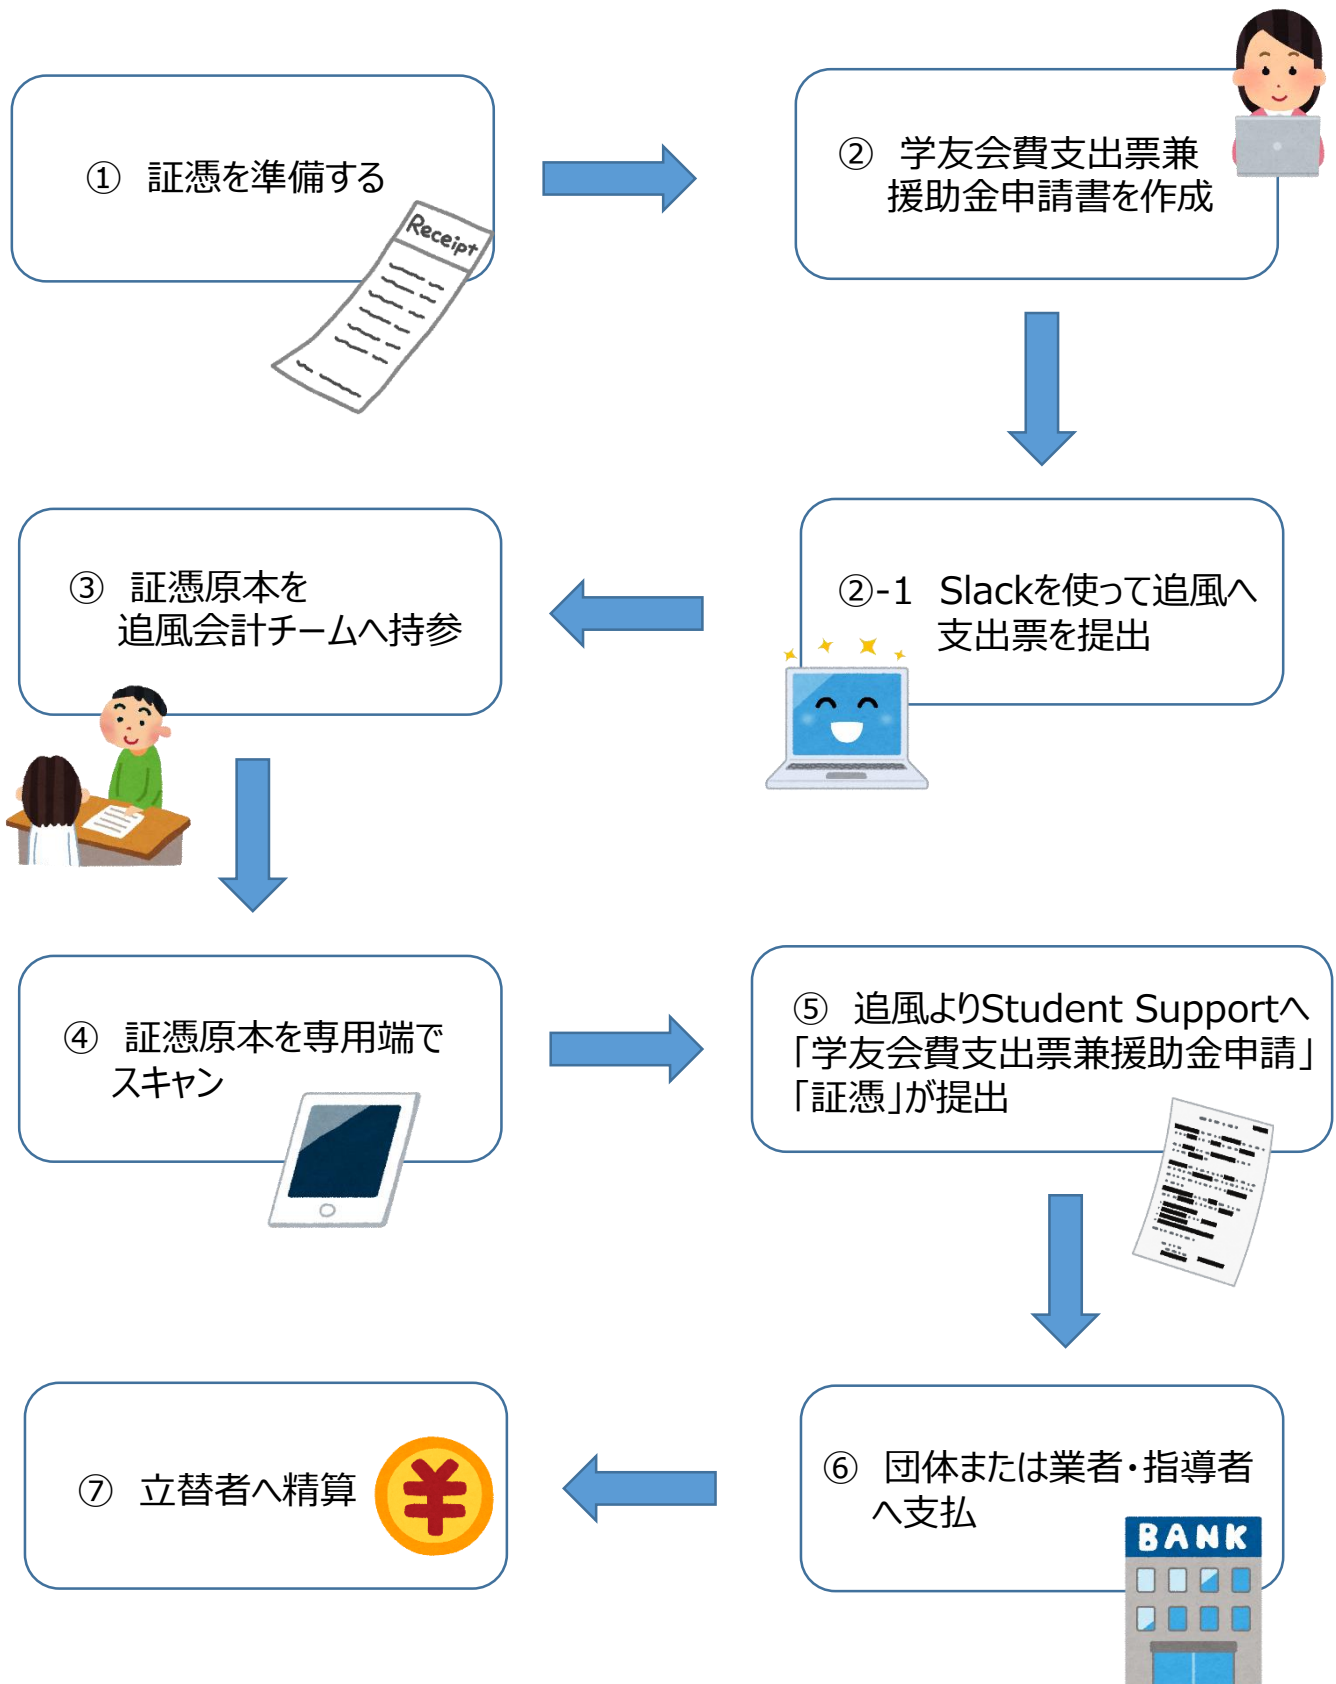 ① 証憑を準備する
Receipt
② 学友会費支出票兼
援助金申請書を作成
②-1 Slackを使って追風へ
支出票を提出
③ 証憑原本を
追風会計チームへ持参
④ 証憑原本を専用端で
スキャン
⑤ 追風よりStudent Supportへ
「学友会費支出票兼援助金申請」
「証憑」が提出
⑥ 団体または業者・指導者
へ支払
BANK
⑦ 立替者へ精算
¥